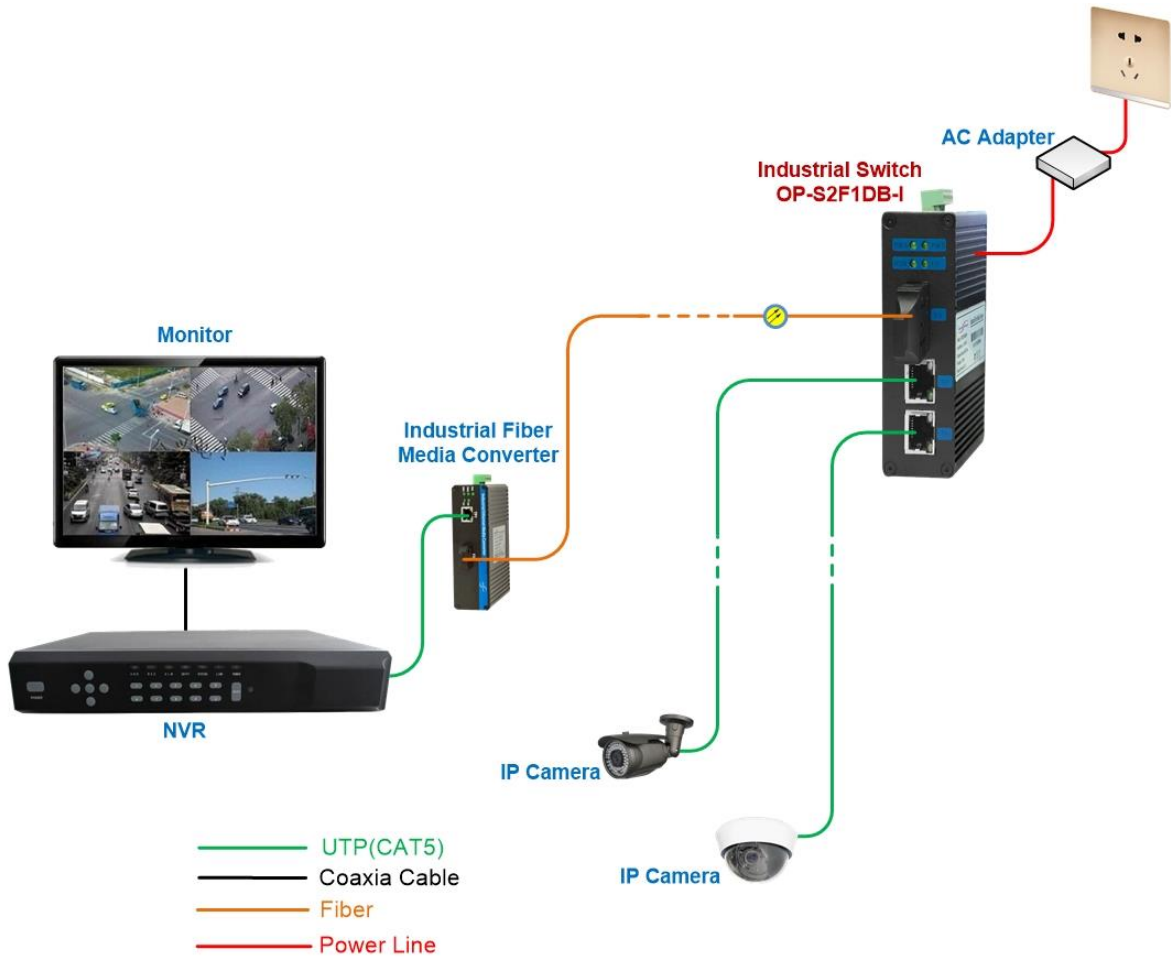 AC Adapter
Industrial Switch
OP-S2F1DB-I
Monitor
Industrial Fiber
Media Converter
NVR
IP Camera
IP Camera
UTP(CAT5)
Coaxia Cable
Fiber
Power Line